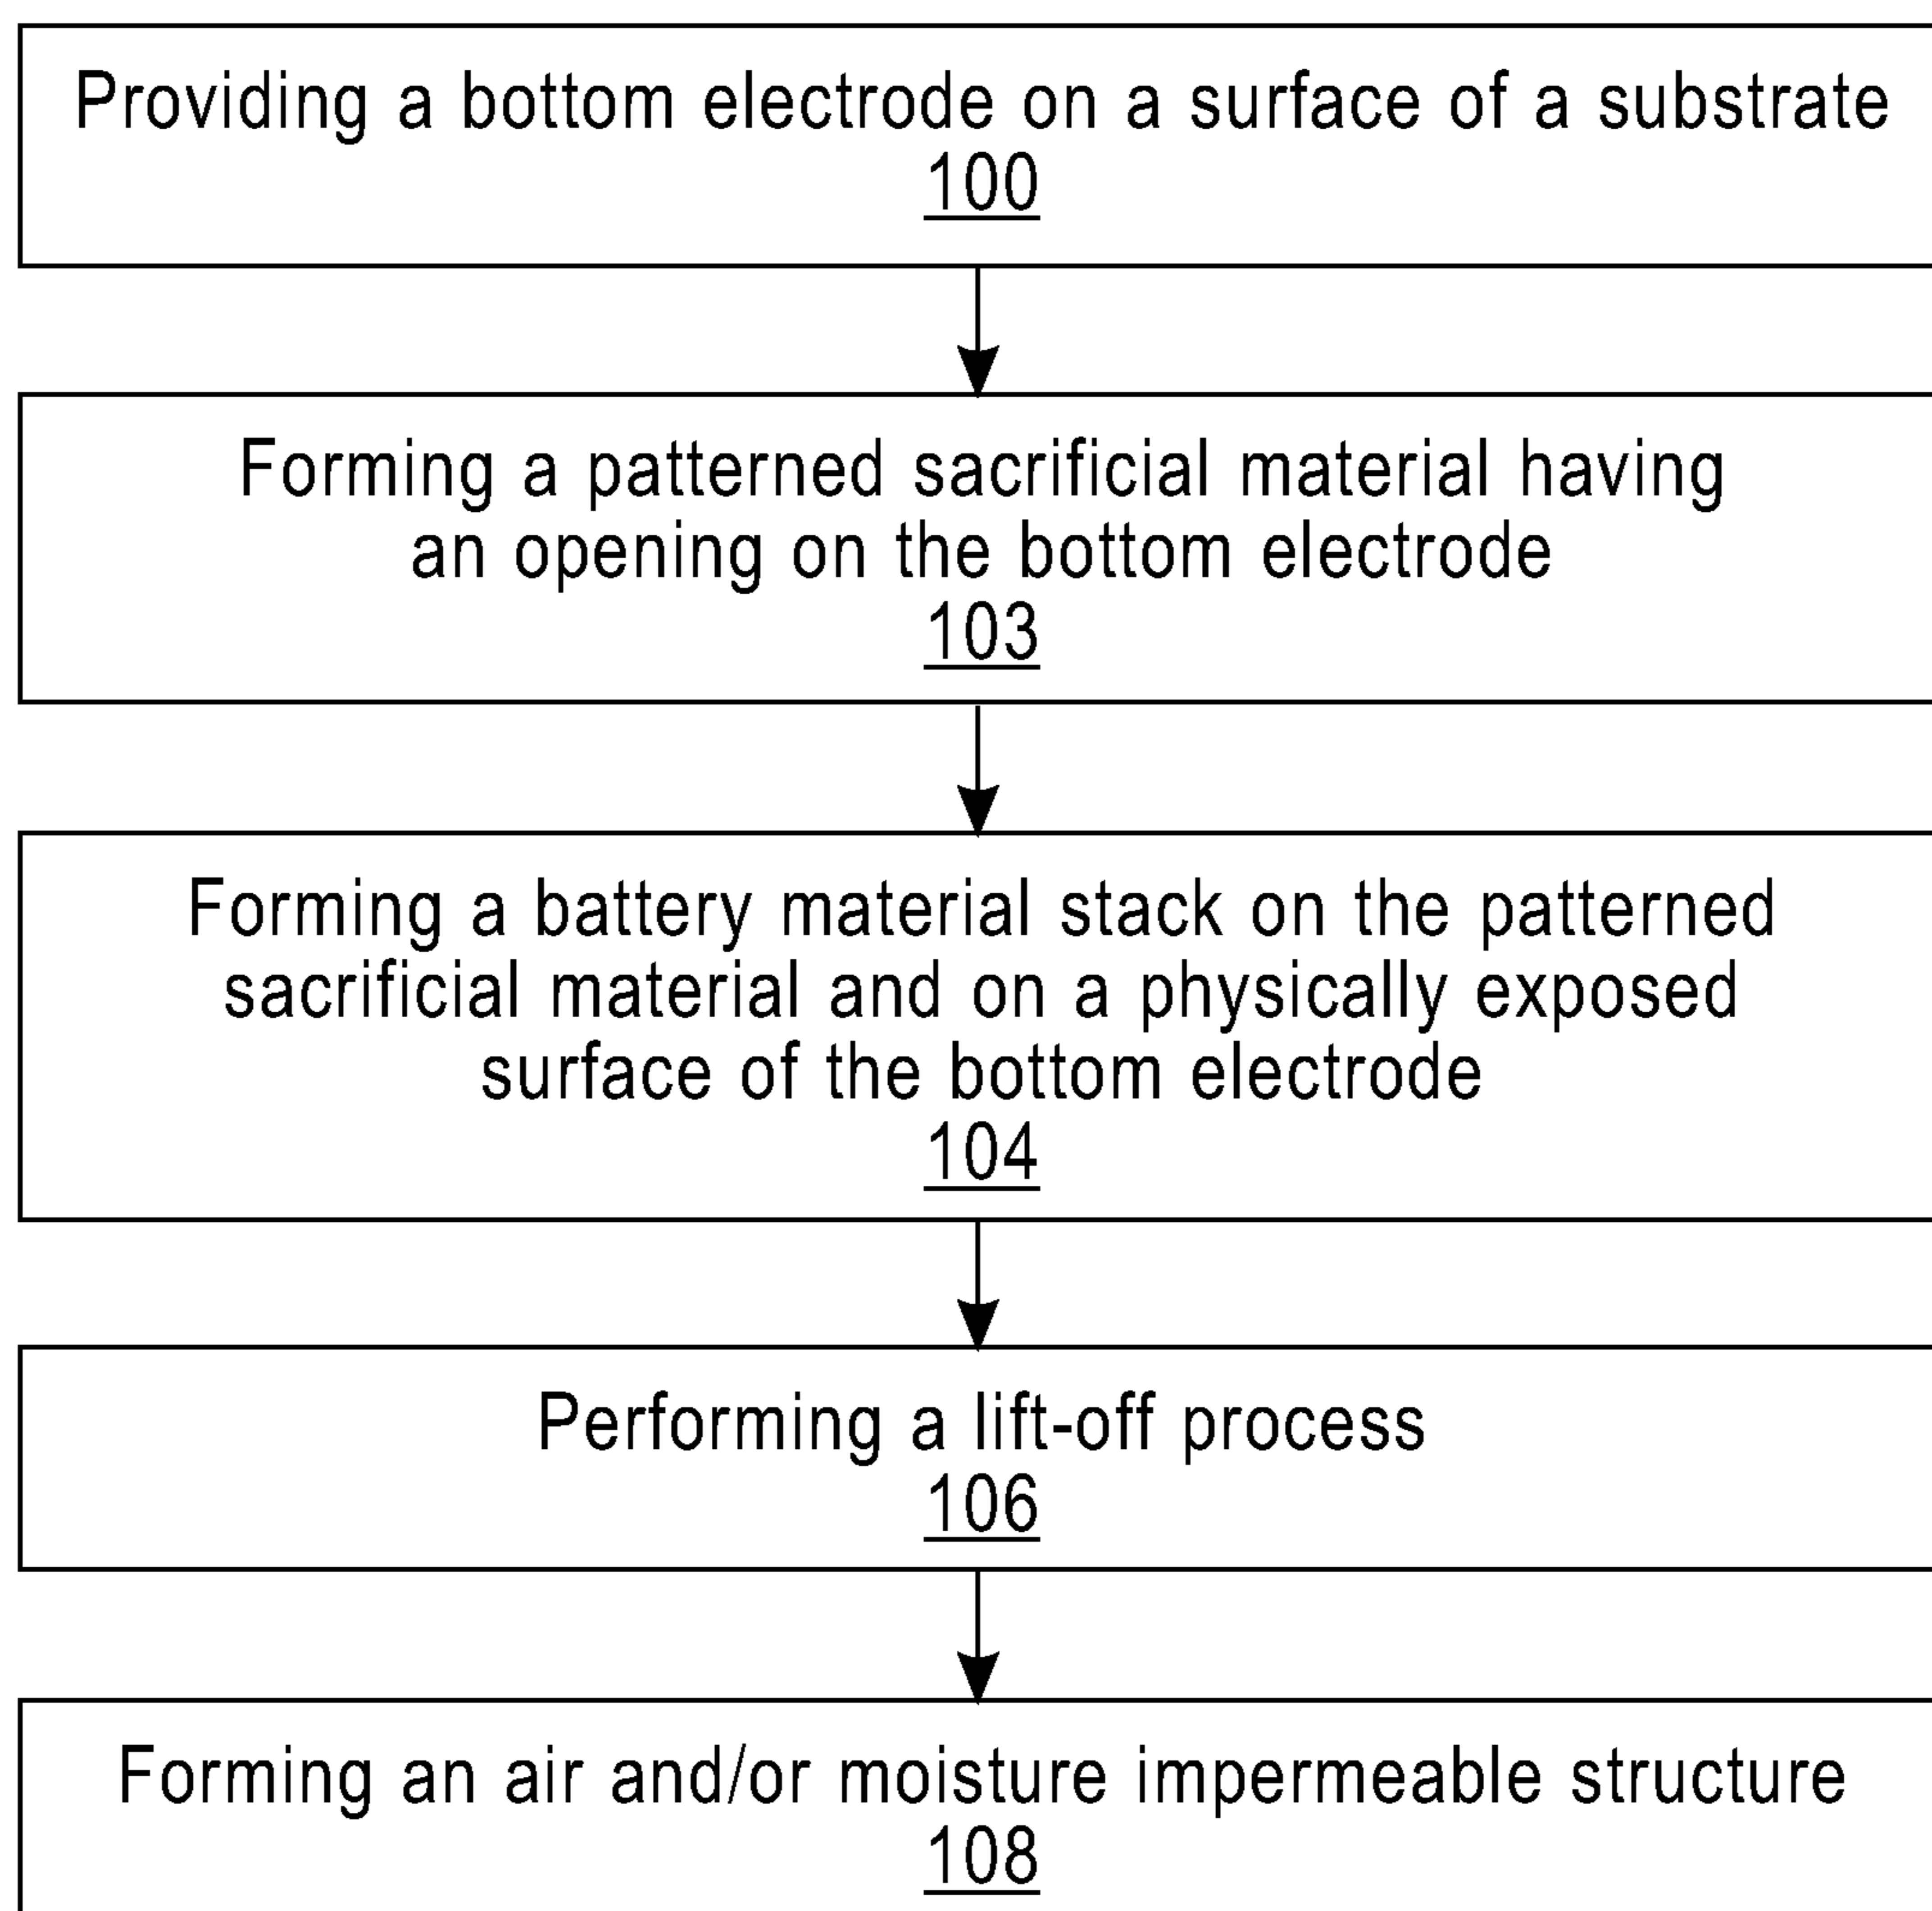 Providing a bottom electrode on a surface of a substrate
100
Forming a patterned sacrificial material having
an opening on the bottom electrode
103
Forming a battery material stack on the patterned
sacrificial material and on a physically exposed
surface of the bottom electrode
104
Performing a lift-off process
106
Forming an air and/or moisture impermeable structure
108